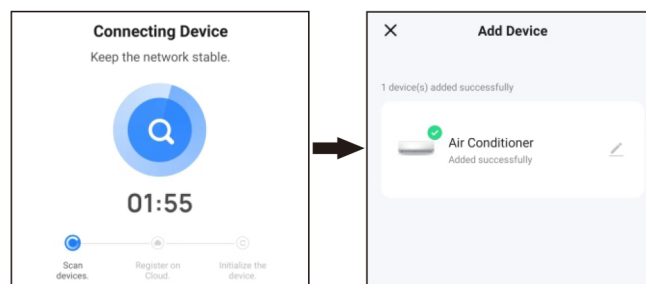 Connecting Device
Keep the network stable.
01:55
Scan
devices.
Register on
Cloud.
Initialize the
device.
Add Device
1 device(s) added successfully
Air Conditioner
Added successfully